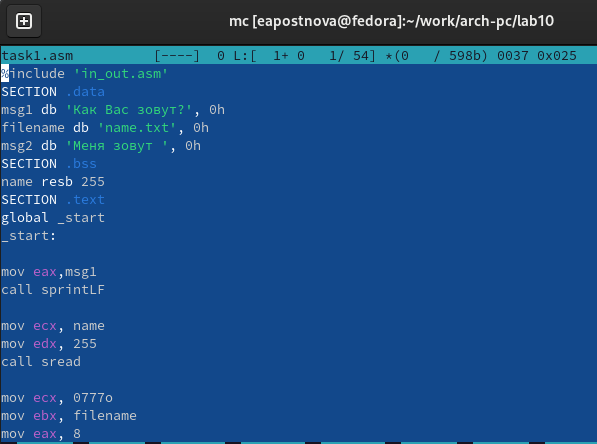 mc [eapostnova@fedora]:~/work/arch-pc/lab10
task1.asm [----] 0 L:[ 1+ 0 1/ 54] *(0 / 598b) 0037 0x025
%include 'in_out.asm'
SECTION .data
msg1 db 'Как Вас зовут?', 0h
filename db 'name.txt', 0h
msg2 db 'Меня зовут ', 0h
SECTION .bss
name resb 255
SECTION .text
global _start
_start:
mov eax,msg1
call sprintLF
mov ecx, name
mov edx, 255
call sread
mov ecx, 0777o
mov ebx, filename
mov eax, 8